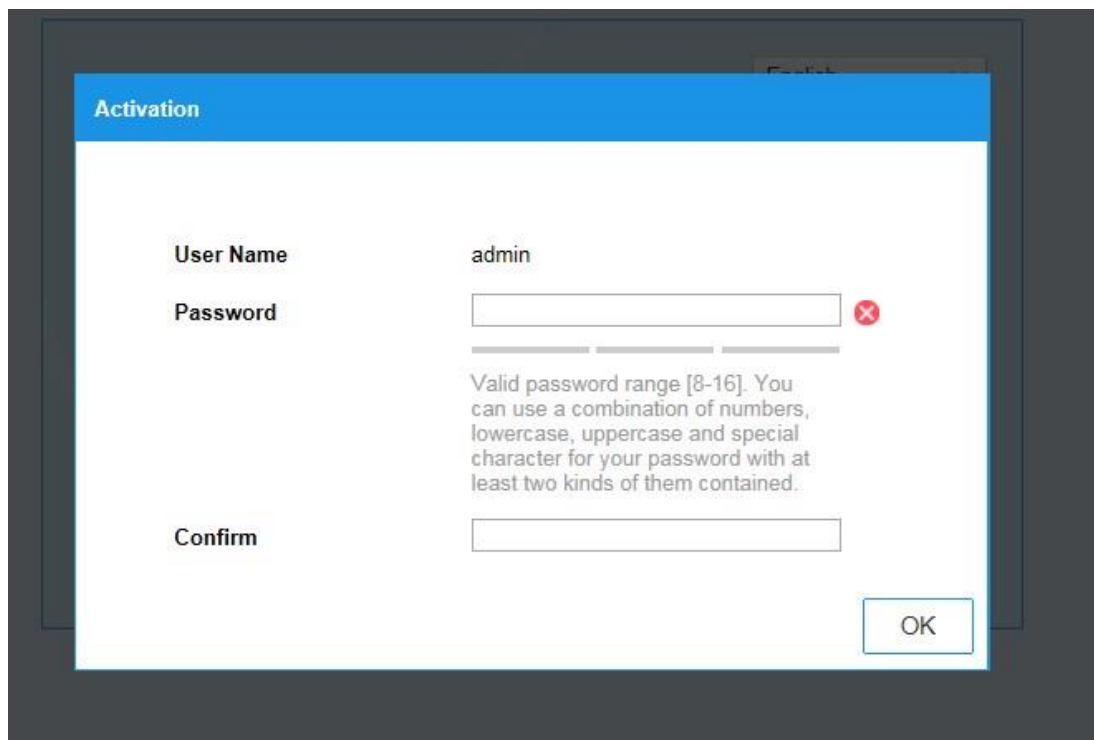 English
Activation
User Name admin
Password
Valid password range [8-16]. You
can use a combination of numbers,
lowercase, uppercase and special
character for your password with at
least two kinds of them contained.
Confirm
OK